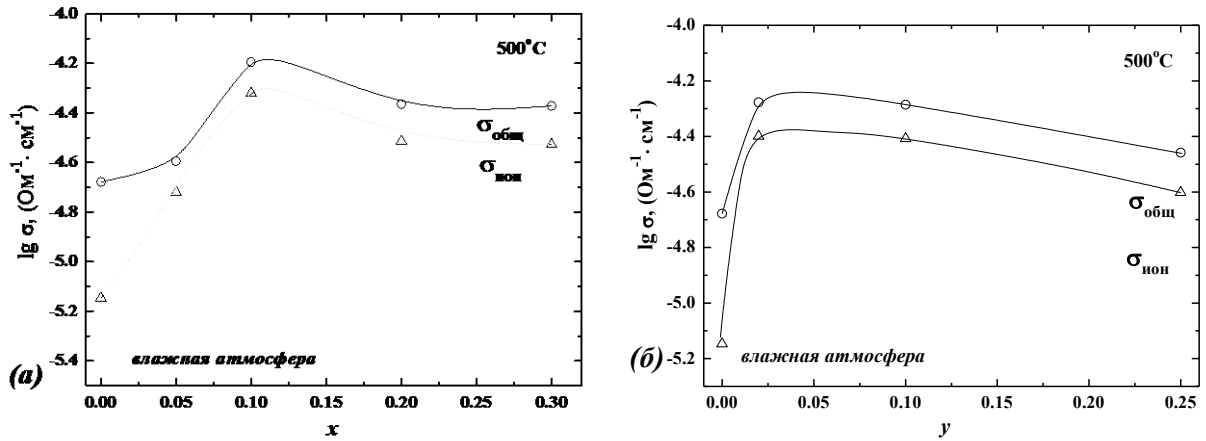 -4.0
-4.2
-4.4
-4.6
-4.8
-5.0
-5.2
-5.4
lg σ, (Ом⁻¹ · см⁻¹)
500°C
σобщ
σион
влажная атмосфера
(а)
0.00 0.05 0.10 0.15 0.20 0.25 0.30
x
-4.0
-4.2
-4.4
-4.6
-4.8
-5.0
-5.2
lg σ, (Ом⁻¹ · см⁻¹)
500°C
σобщ
σион
влажная атмосфера
(б)
0.00 0.05 0.10 0.15 0.20 0.25
y